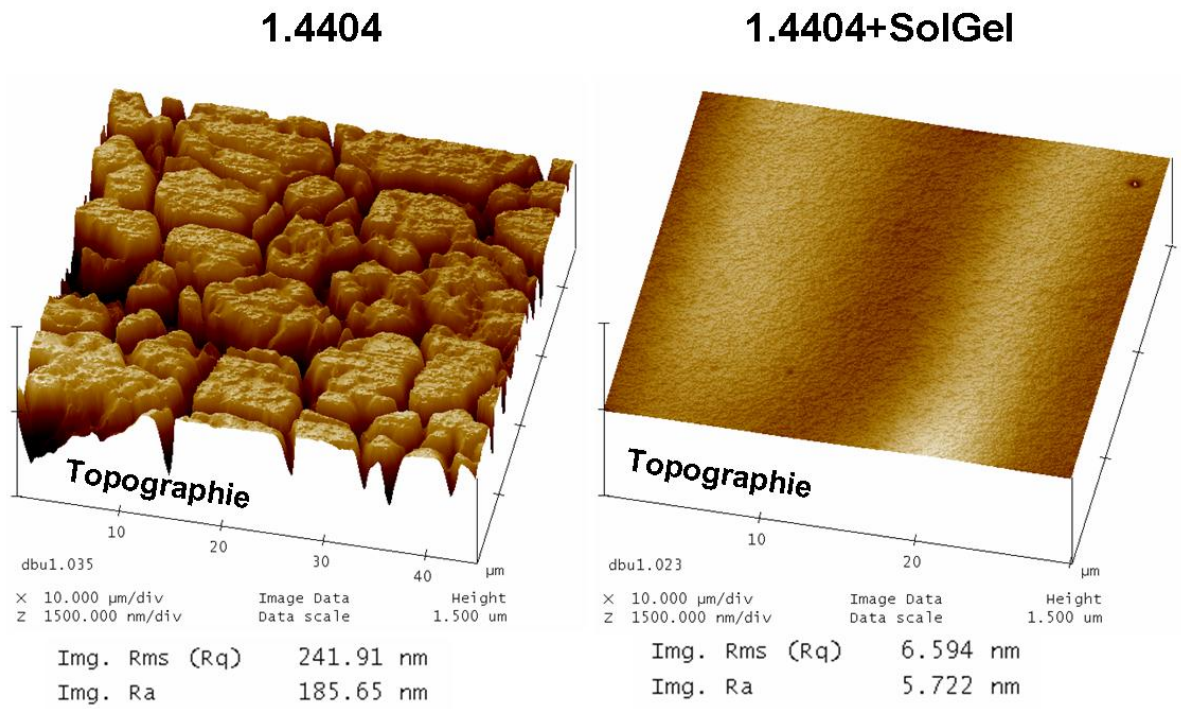 1.4404
1.4404+SolGel
Topographie
10
20
30
40
µm
dbu1.035
X 10.000 µm/div
Z 1500.000 nm/div
Image Data
Data scale
Height
1.500 um
Img. Rms (Rq) 241.91 nm
Img. Ra 185.65 nm
Topographie
10
20
µm
dbu1.023
X 10.000 µm/div
Z 1500.000 nm/div
Image Data
Data scale
Height
1.500 um
Img. Rms (Rq) 6.594 nm
Img. Ra 5.722 nm